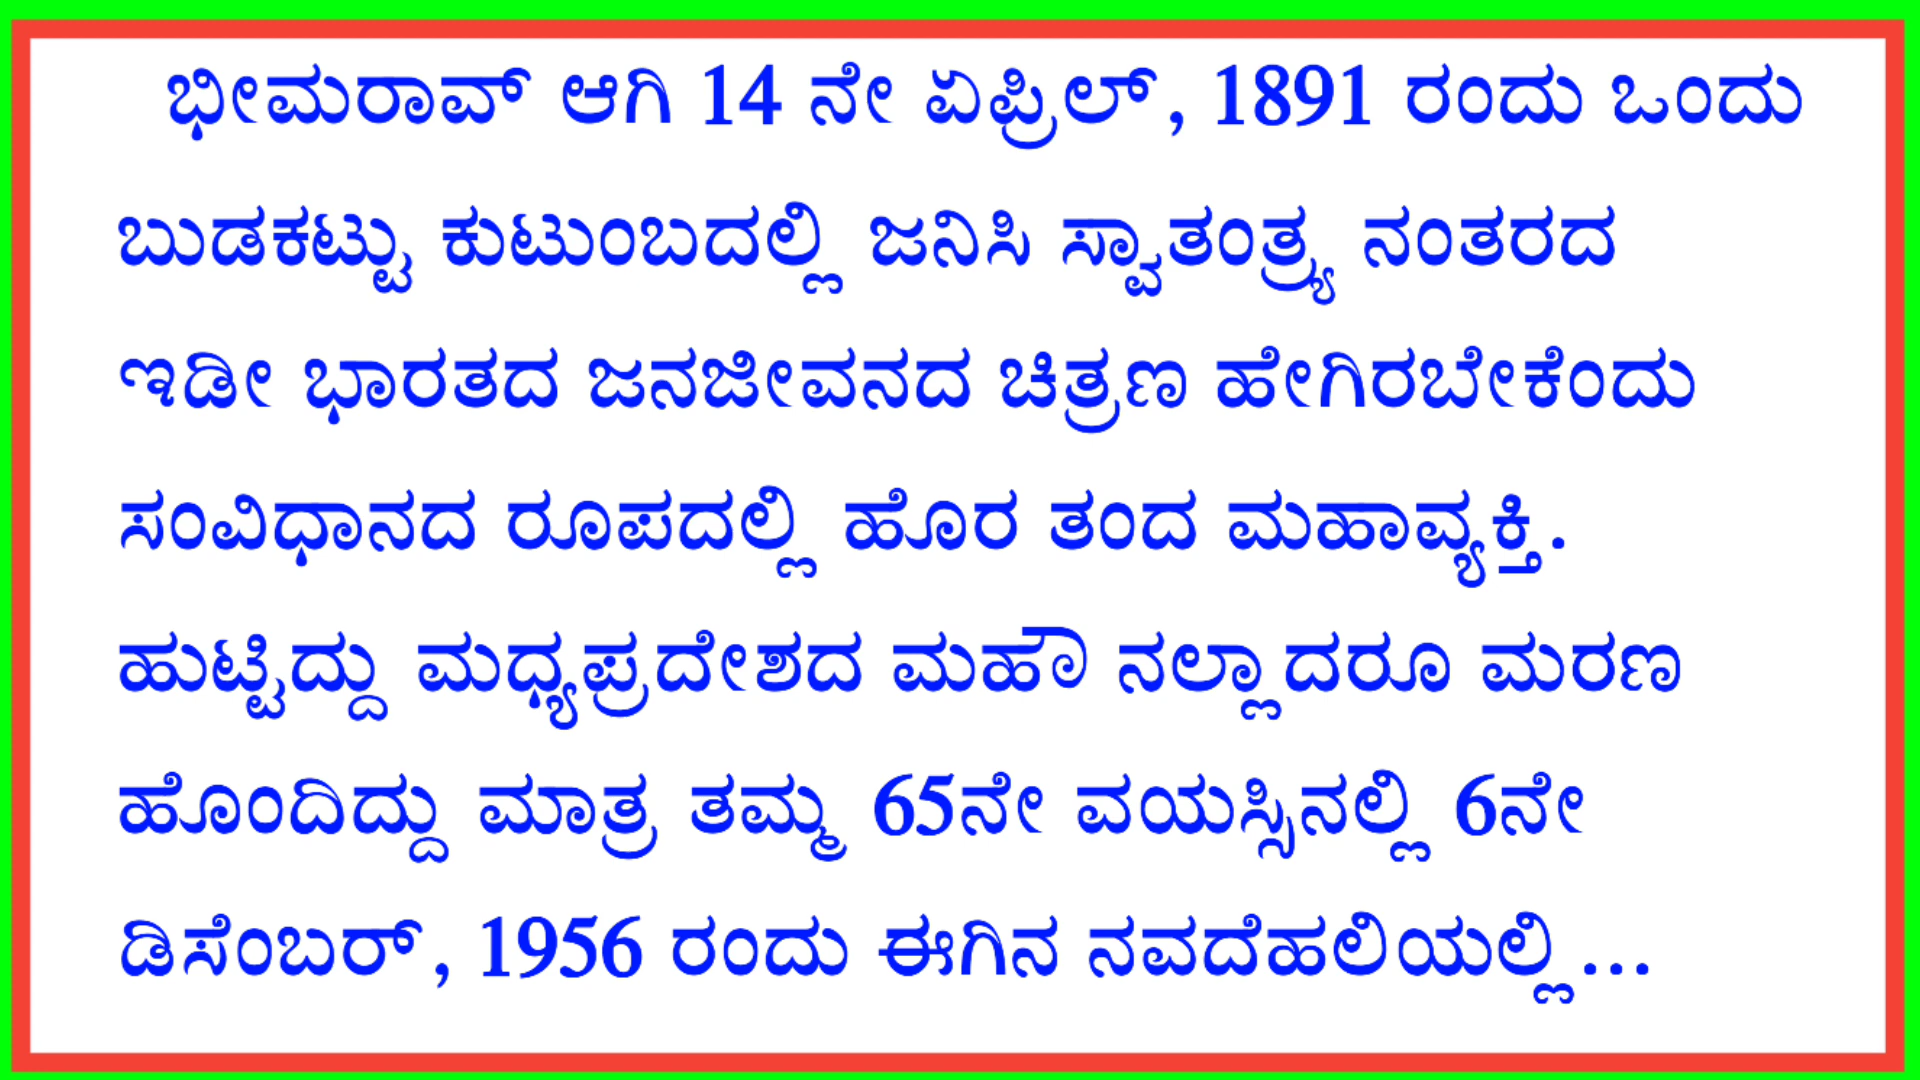 ಭೀಮರಾವ್ ಆಗಿ 14 ನೇ ಏಪ್ರಿಲ್, 1891 ರಂದು ಒಂದು
ಬುಡಕಟ್ಟು ಕುಟುಂಬದಲ್ಲಿ ಜನಿಸಿ ಸ್ವಾತಂತ್ರ್ಯ ನಂತರದ
ಇಡೀ ಭಾರತದ ಜನಜೀವನದ ಚಿತ್ರಣ ಹೇಗಿರಬೇಕೆಂದು
ಸಂವಿಧಾನದ ರೂಪದಲ್ಲಿ ಹೊರ ತಂದ ಮಹಾವ್ಯಕ್ತಿ.
ಹುಟ್ಟಿದ್ದು ಮಧ್ಯಪ್ರದೇಶದ ಮಹೌ ನಲ್ಲಾದರೂ ಮರಣ
ಹೊಂದಿದ್ದು ಮಾತ್ರ ತಮ್ಮ 65ನೇ ವಯಸ್ಸಿನಲ್ಲಿ 6ನೇ
ಡಿಸೆಂಬರ್, 1956 ರಂದು ಈಗಿನ ನವದೆಹಲಿಯಲ್ಲಿ...